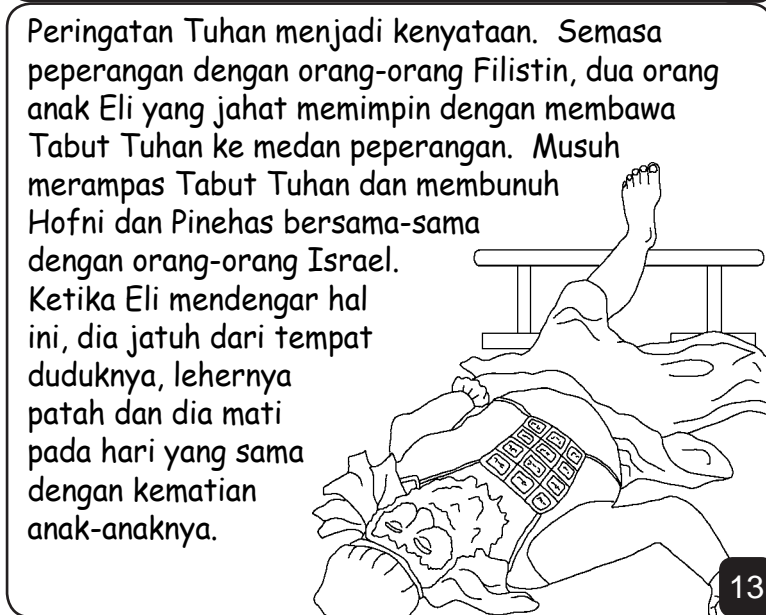 Peringatan Tuhan menjadi kenyataan.  Semasa
peperangan dengan orang-orang Filistin, dua orang
anak Eli yang jahat memimpin dengan membawa
Tabut Tuhan ke medan peperangan.  Musuh
merampas Tabut Tuhan dan membunuh
Hofni dan Pinehas bersama-sama
dengan orang-orang Israel.
Ketika Eli mendengar hal
ini, dia jatuh dari tempat
duduknya, lehernya
patah dan dia mati
pada hari yang sama
dengan kematian
anak-anaknya.
13